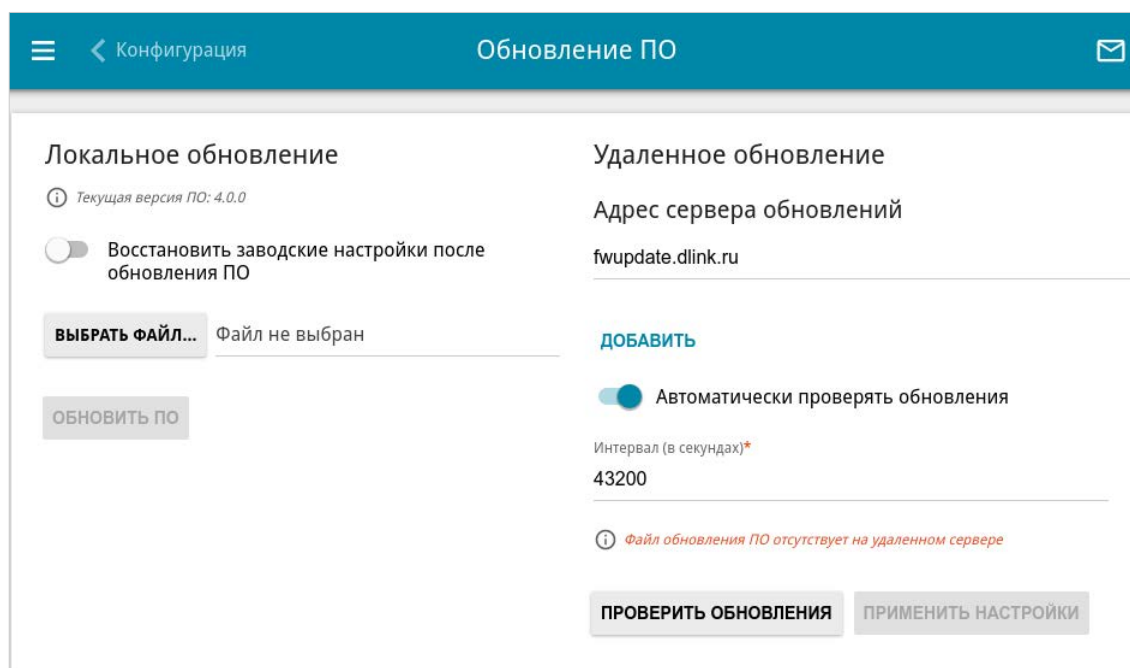 Конфигурация
Обновление ПО
Локальное обновление
Текущая версия ПО: 4.0.0
Восстановить заводские настройки после
обновления ПО
ВЫБРАТЬ ФАЙЛ... Файл не выбран
ОБНОВИТЬ ПО
Удаленное обновление
Адрес сервера обновлений
fwupdate.dlink.ru
ДОБАВИТЬ
Автоматически проверять обновления
Интервал (в секундах)*
43200
Файл обновления ПО отсутствует на удаленном сервере
ПРОВЕРИТЬ ОБНОВЛЕНИЯ ПРИМЕНИТЬ НАСТРОЙКИ